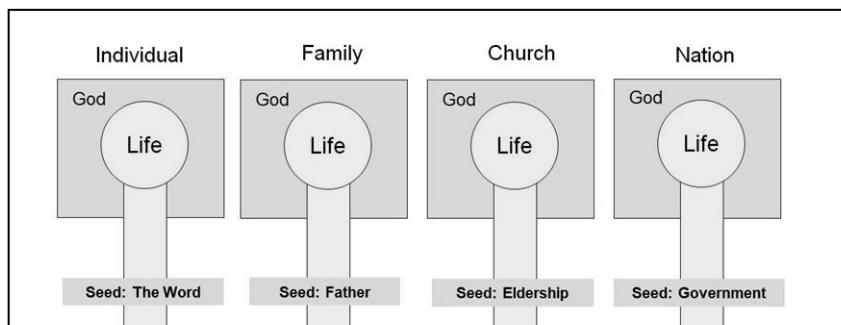 Individual
Family
Church
Nation
God
God
God
God
Life
Life
Life
Life
Seed: The Word
Seed: Father
Seed: Eldership
Seed: Government